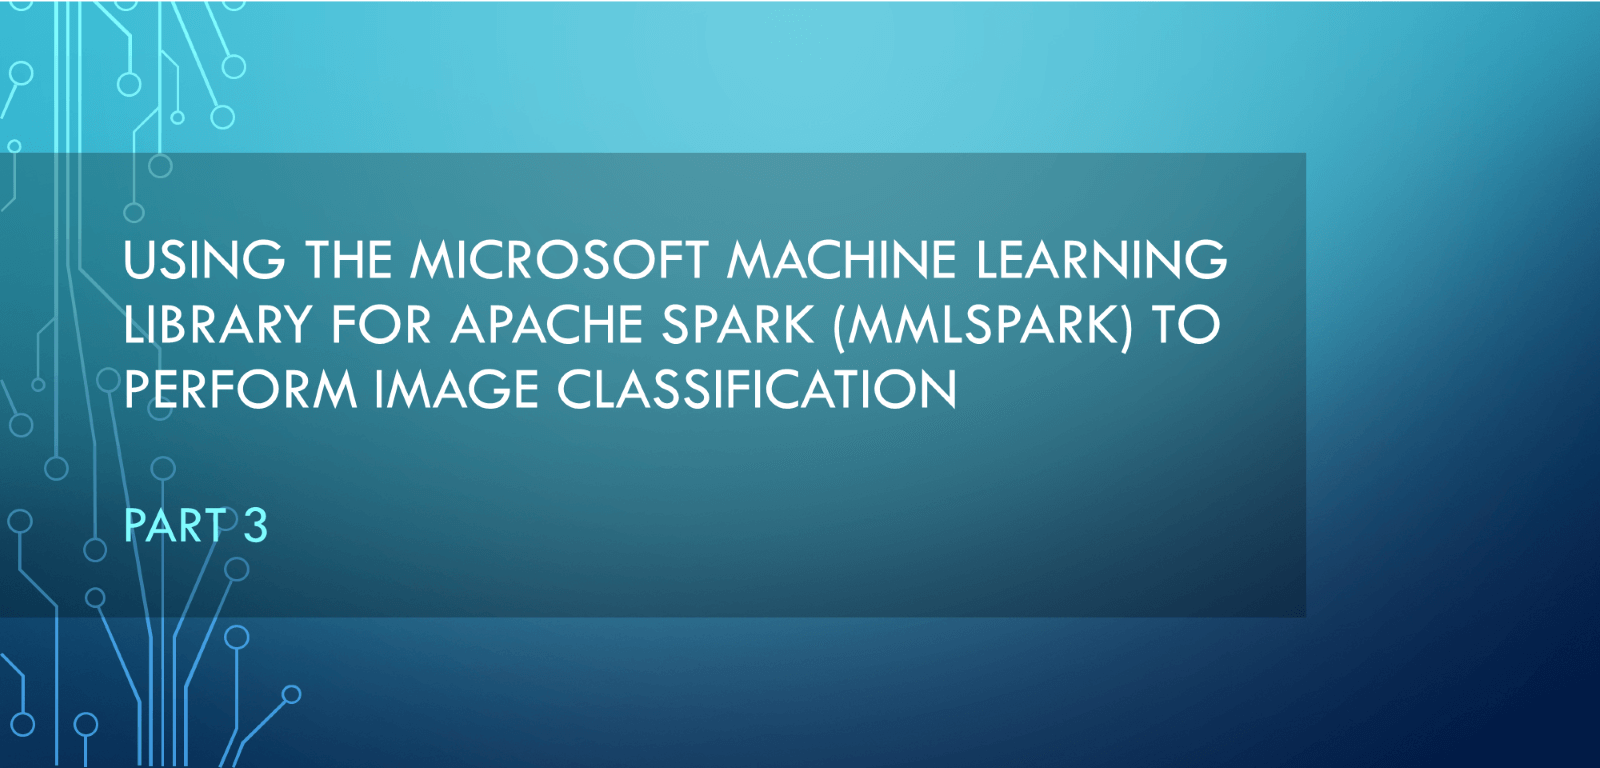 USING THE MICROSOFT MACHINE LEARNING
LIBRARY FOR APACHE SPARK (MMLSPARK) TO
PERFORM IMAGE CLASSIFICATION
PART 3